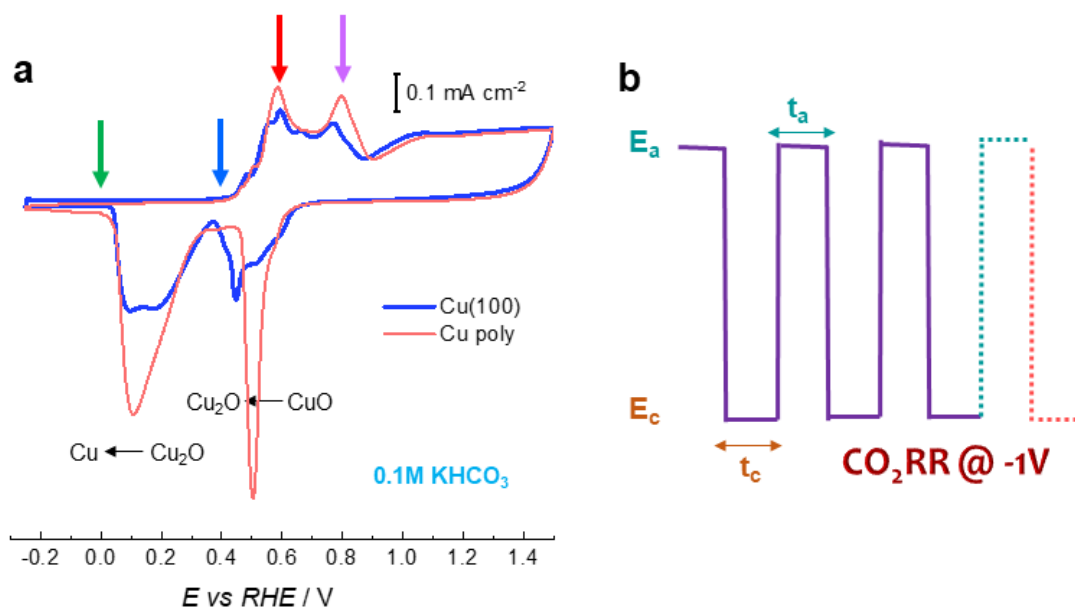 a
0.1 mA cm⁻²
Cu(100)
Cu poly
Cu₂O ← CuO
Cu ← Cu₂O
0.1M KHCO₃
-0.2 0.0 0.2 0.4 0.6 0.8 1.0 1.2 1.4
E vs RHE / V
b
tₐ
Eₐ
E꜀
t꜀
CO₂RR @ -1V